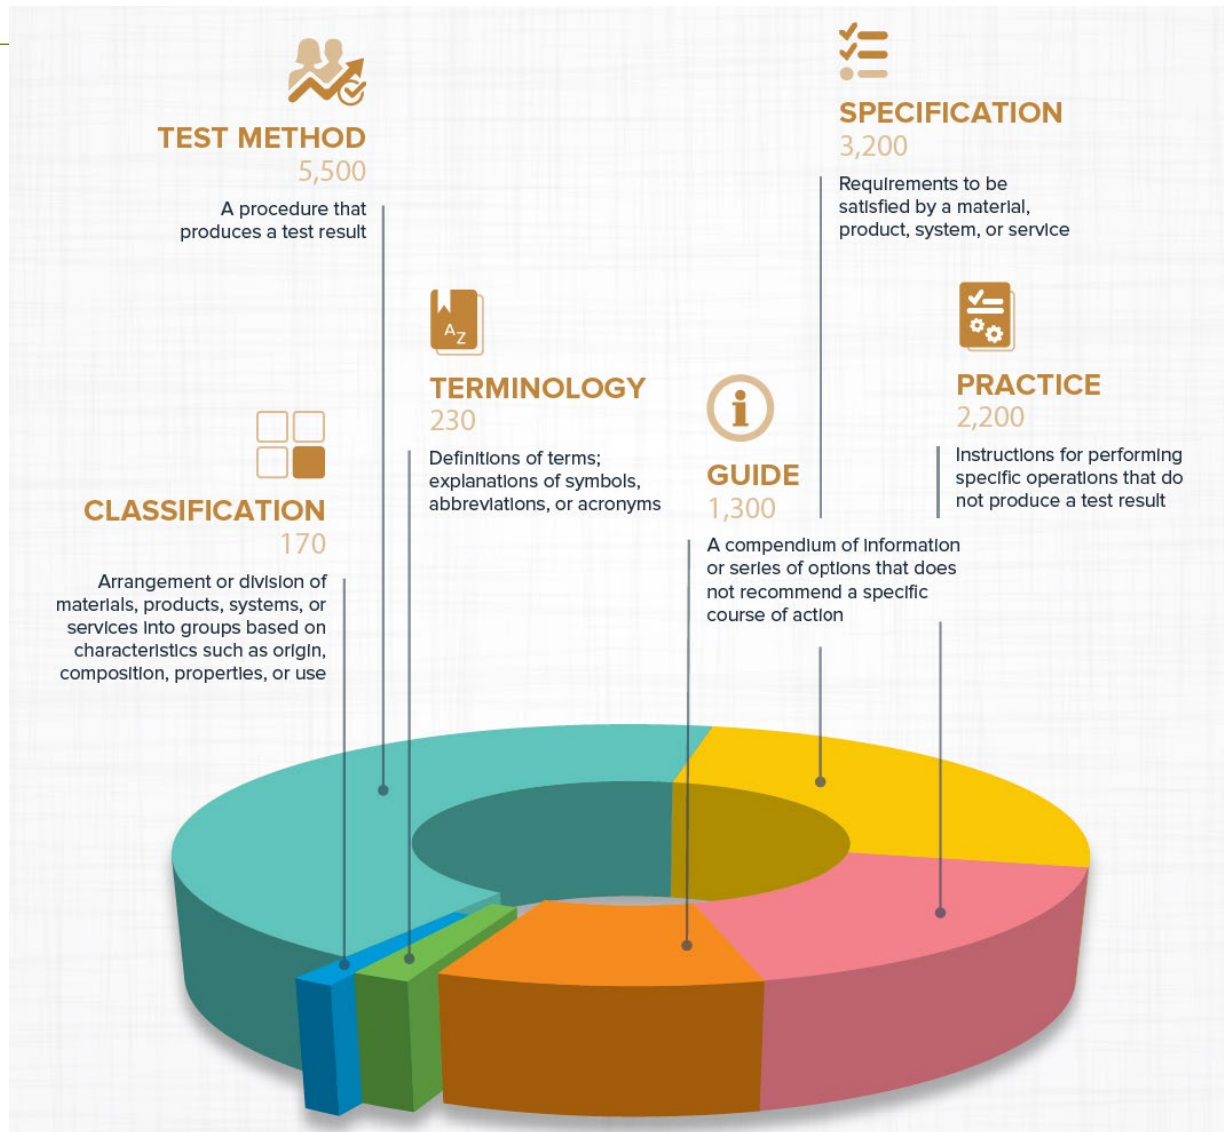 TEST METHOD
5,500
A procedure that
produces a test result
SPECIFICATION
3,200
Requirements to be
satisfied by a material,
product, system, or service
A
Z
TERMINOLOGY
230
Definitions of terms;
explanations of symbols,
abbreviations, or acronyms
PRACTICE
2,200
Instructions for performing
specific operations that do
not produce a test result
i
GUIDE
1,300
A compendium of information
or series of options that does
not recommend a specific
course of action
CLASSIFICATION
170
Arrangement or division of
materials, products, systems, or
services into groups based on
characteristics such as origin,
composition, properties, or use